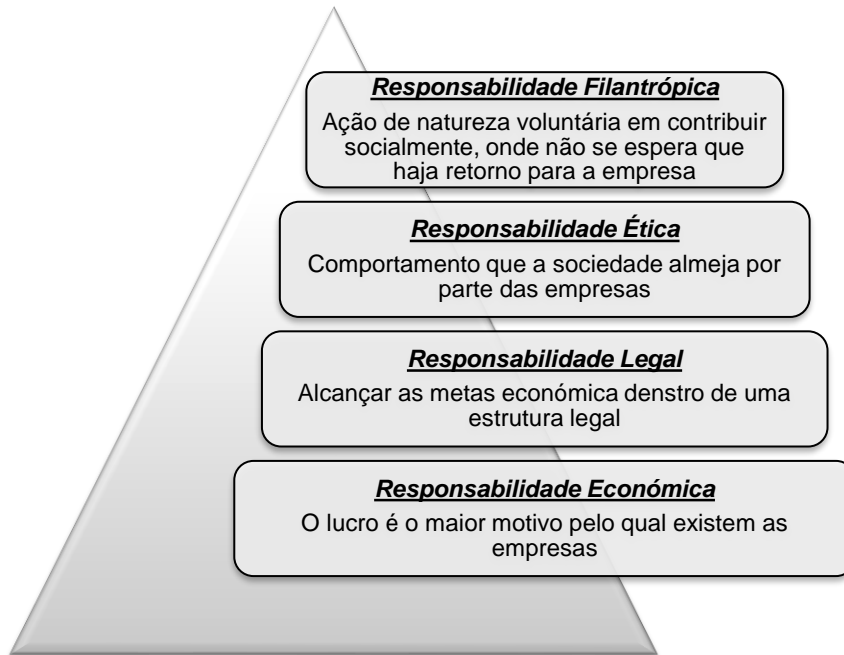 Responsabilidade Filantrópica
Ação de natureza voluntária em contribuir
socialmente, onde não se espera que
haja retorno para a empresa
Responsabilidade Ética
Comportamento que a sociedade almeja por
parte das empresas
Responsabilidade Legal
Alcançar as metas económica denstro de uma
estrutura legal
Responsabilidade Económica
O lucro é o maior motivo pelo qual existem as
empresas